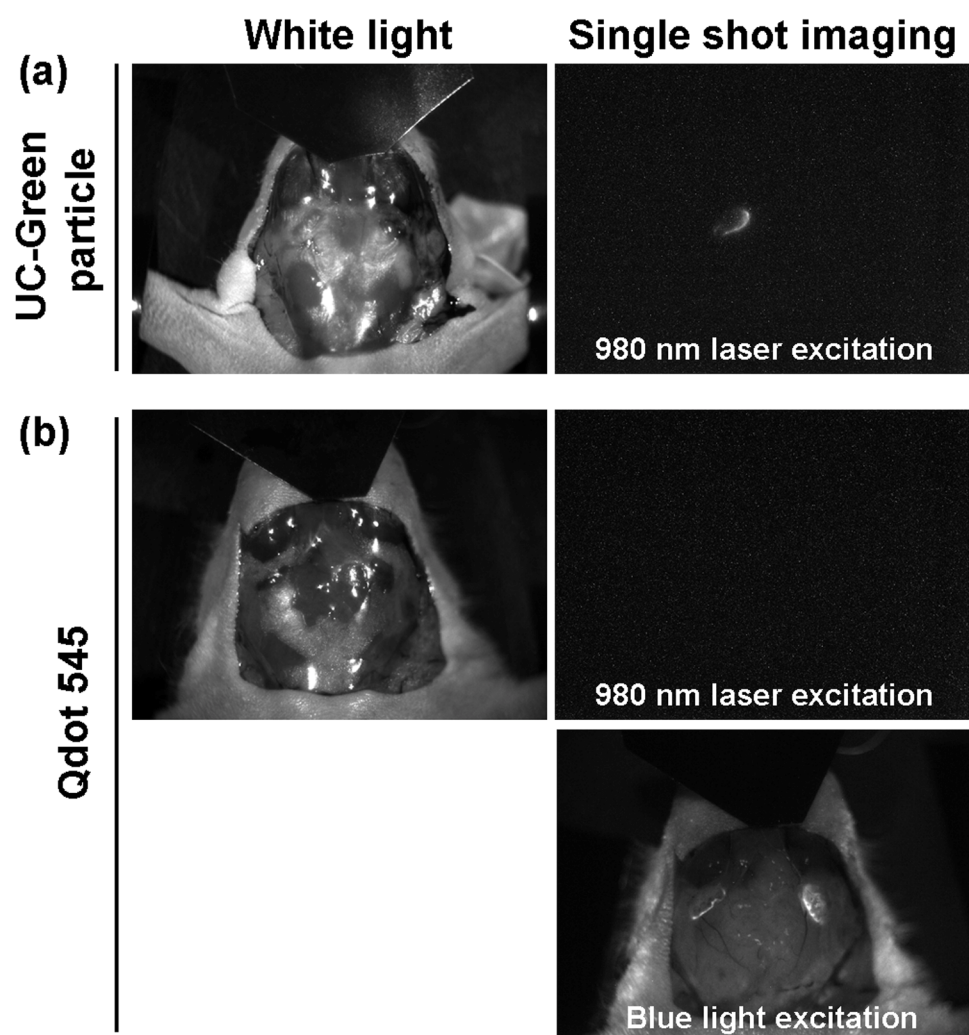 White light
Single shot imaging
(a)
UC-Green
particle
980 nm laser excitation
(b)
Qdot 545
980 nm laser excitation
Blue light excitation